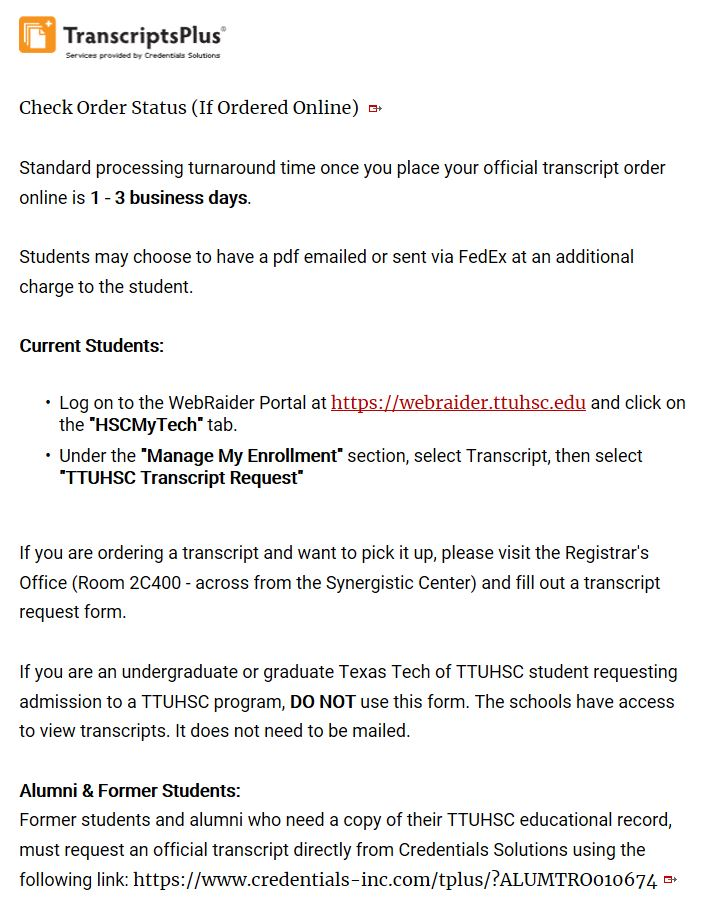 TranscriptsPlus®
Services provided by Credentials Solutions
Check Order Status (If Ordered Online)
Standard processing turnaround time once you place your official transcript order
online is 1 - 3 business days.
Students may choose to have a pdf emailed or sent via FedEx at an additional
charge to the student.
Current Students:
• Log on to the WebRaider Portal at https://webraider.ttuhsc.edu and click on
the "HSCMyTech" tab.
• Under the "Manage My Enrollment" section, select Transcript, then select
"TTUHSC Transcript Request"
If you are ordering a transcript and want to pick it up, please visit the Registrar's
Office (Room 2C400 - across from the Synergistic Center) and fill out a transcript
request form.
If you are an undergraduate or graduate Texas Tech of TTUHSC student requesting
admission to a TTUHSC program, DO NOT use this form. The schools have access
to view transcripts. It does not need to be mailed.
Alumni & Former Students:
Former students and alumni who need a copy of their TTUHSC educational record,
must request an official transcript directly from Credentials Solutions using the
following link: https://www.credentials-inc.com/tplus/?ALUMTRO010674